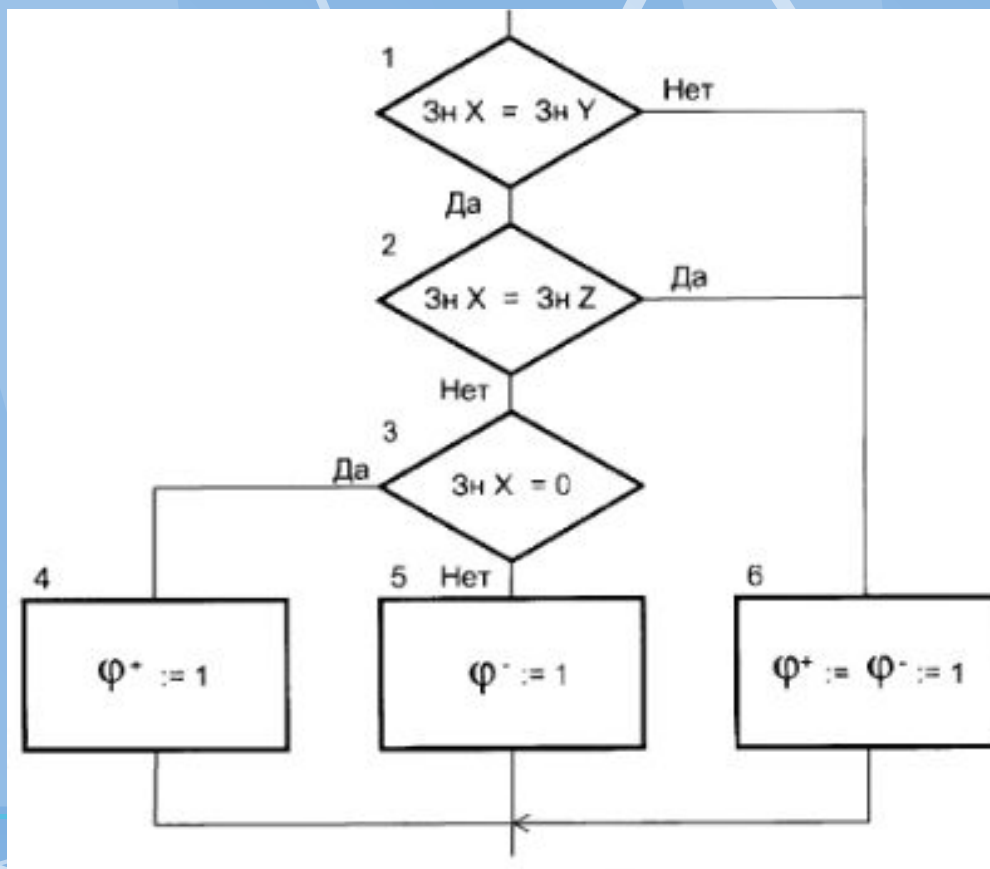 1
Зн X = Зн Y
Нет
Да
2
Зн X = Зн Z
Да
Нет
3
Да
Зн X = 0
4
5
Нет
6
φ⁺ := 1
φ⁻ := 1
φ⁺ := φ⁻ := 1